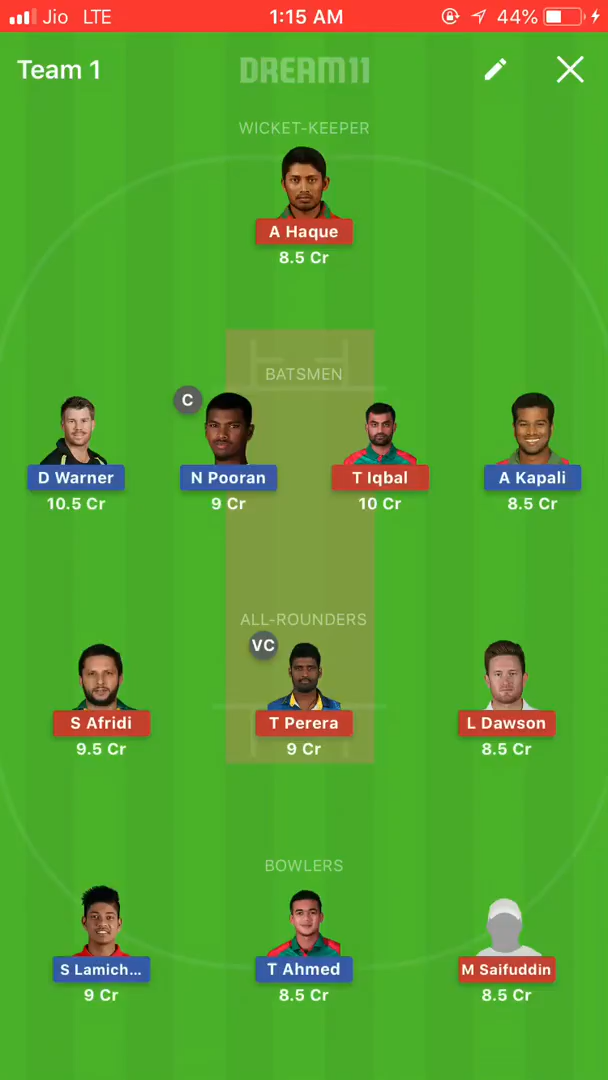 Jio LTE 1:15 AM 44%
Team 1 DREAM11
WICKET-KEEPER
A Haque
8.5 Cr
BATSMEN
C
D Warner N Pooran T Iqbal A Kapali
10.5 Cr 9 Cr 10 Cr 8.5 Cr
ALL-ROUNDERS
VC
S Afridi T Perera L Dawson
9.5 Cr 9 Cr 8.5 Cr
BOWLERS
S Lamich... T Ahmed M Saifuddin
9 Cr 8.5 Cr 8.5 Cr